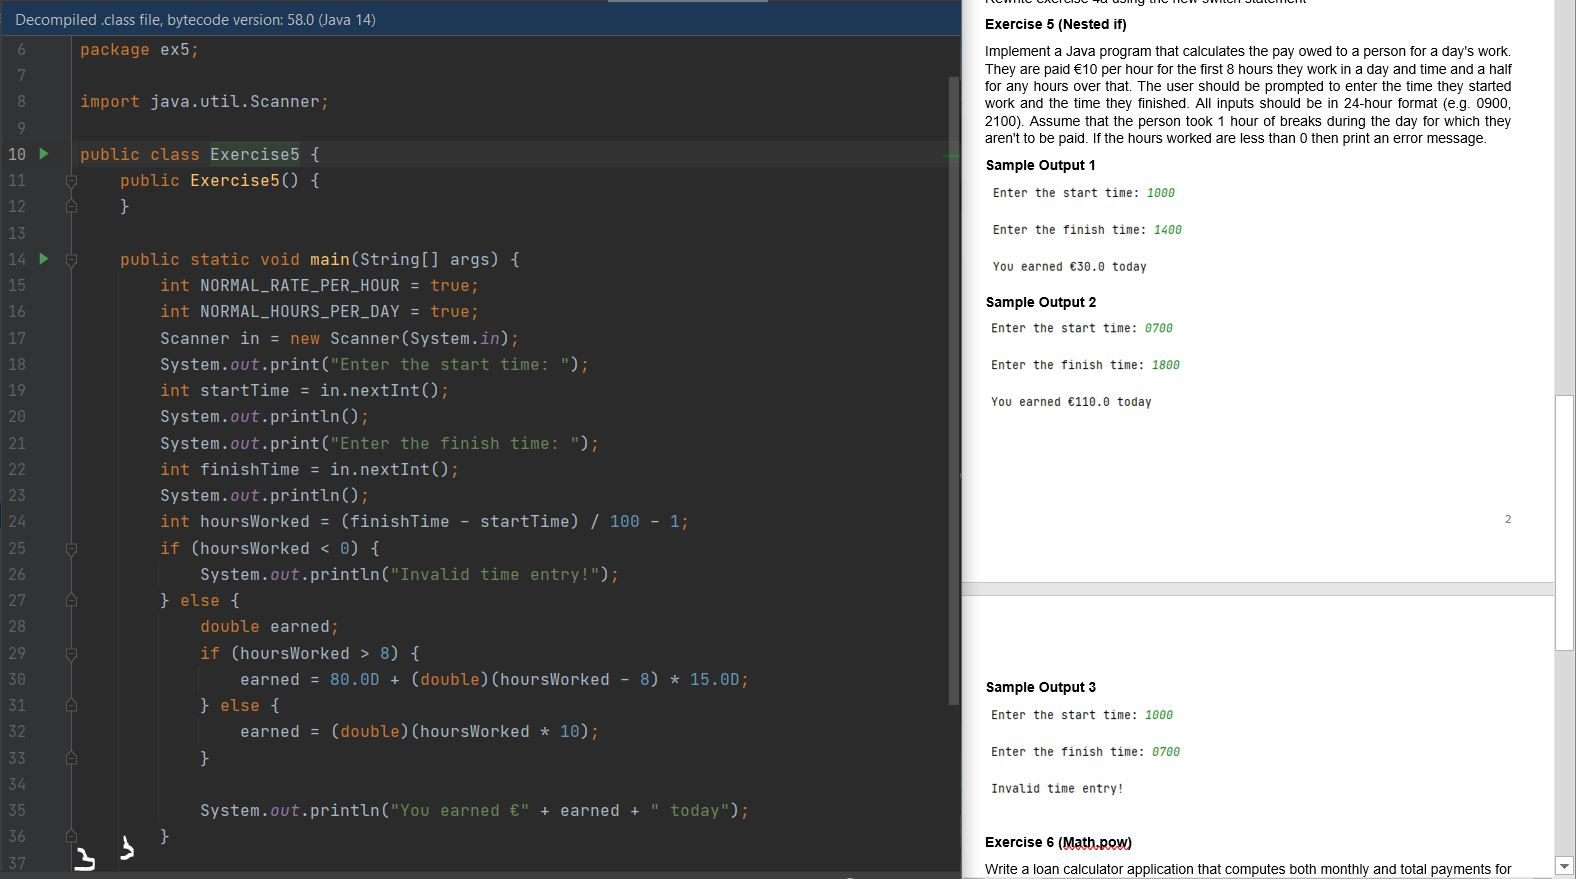 Decompiled .class file, bytecode version: 58.0 (Java 14)
6 package ex5;
7
8 import java.util.Scanner;
9
10 public class Exercise5 {
11 public Exercise5() {
12 }
13
14 public static void main(String[] args) {
15 int NORMAL_RATE_PER_HOUR = true;
16 int NORMAL_HOURS_PER_DAY = true;
17 Scanner in = new Scanner(System.in);
18 System.out.print("Enter the start time: ");
19 int startTime = in.nextInt();
20 System.out.println();
21 System.out.print("Enter the finish time: ");
22 int finishTime = in.nextInt();
23 System.out.println();
24 int hoursWorked = (finishTime - startTime) / 100 - 1;
25 if (hoursWorked < 0) {
26 System.out.println("Invalid time entry!");
27 } else {
28 double earned;
29 if (hoursWorked > 8) {
30 earned = 80.0D + (double)(hoursWorked - 8) * 15.0D;
31 } else {
32 earned = (double)(hoursWorked * 10);
33 }
34
35 System.out.println("You earned €" + earned + " today");
36 }
37 } }
Rewrite exercise 4a using the new switch statement
Exercise 5 (Nested if)
Implement a Java program that calculates the pay owed to a person for a day's work.
They are paid €10 per hour for the first 8 hours they work in a day and time and a half
for any hours over that. The user should be prompted to enter the time they started
work and the time they finished. All inputs should be in 24-hour format (e.g. 0900,
2100). Assume that the person took 1 hour of breaks during the day for which they
aren't to be paid. If the hours worked are less than 0 then print an error message.
Sample Output 1
Enter the start time: 1000
Enter the finish time: 1400
You earned €30.0 today
Sample Output 2
Enter the start time: 0700
Enter the finish time: 1800
You earned €110.0 today
2
Sample Output 3
Enter the start time: 1000
Enter the finish time: 0700
Invalid time entry!
Exercise 6 (Math.pow)
Write a loan calculator application that computes both monthly and total payments for